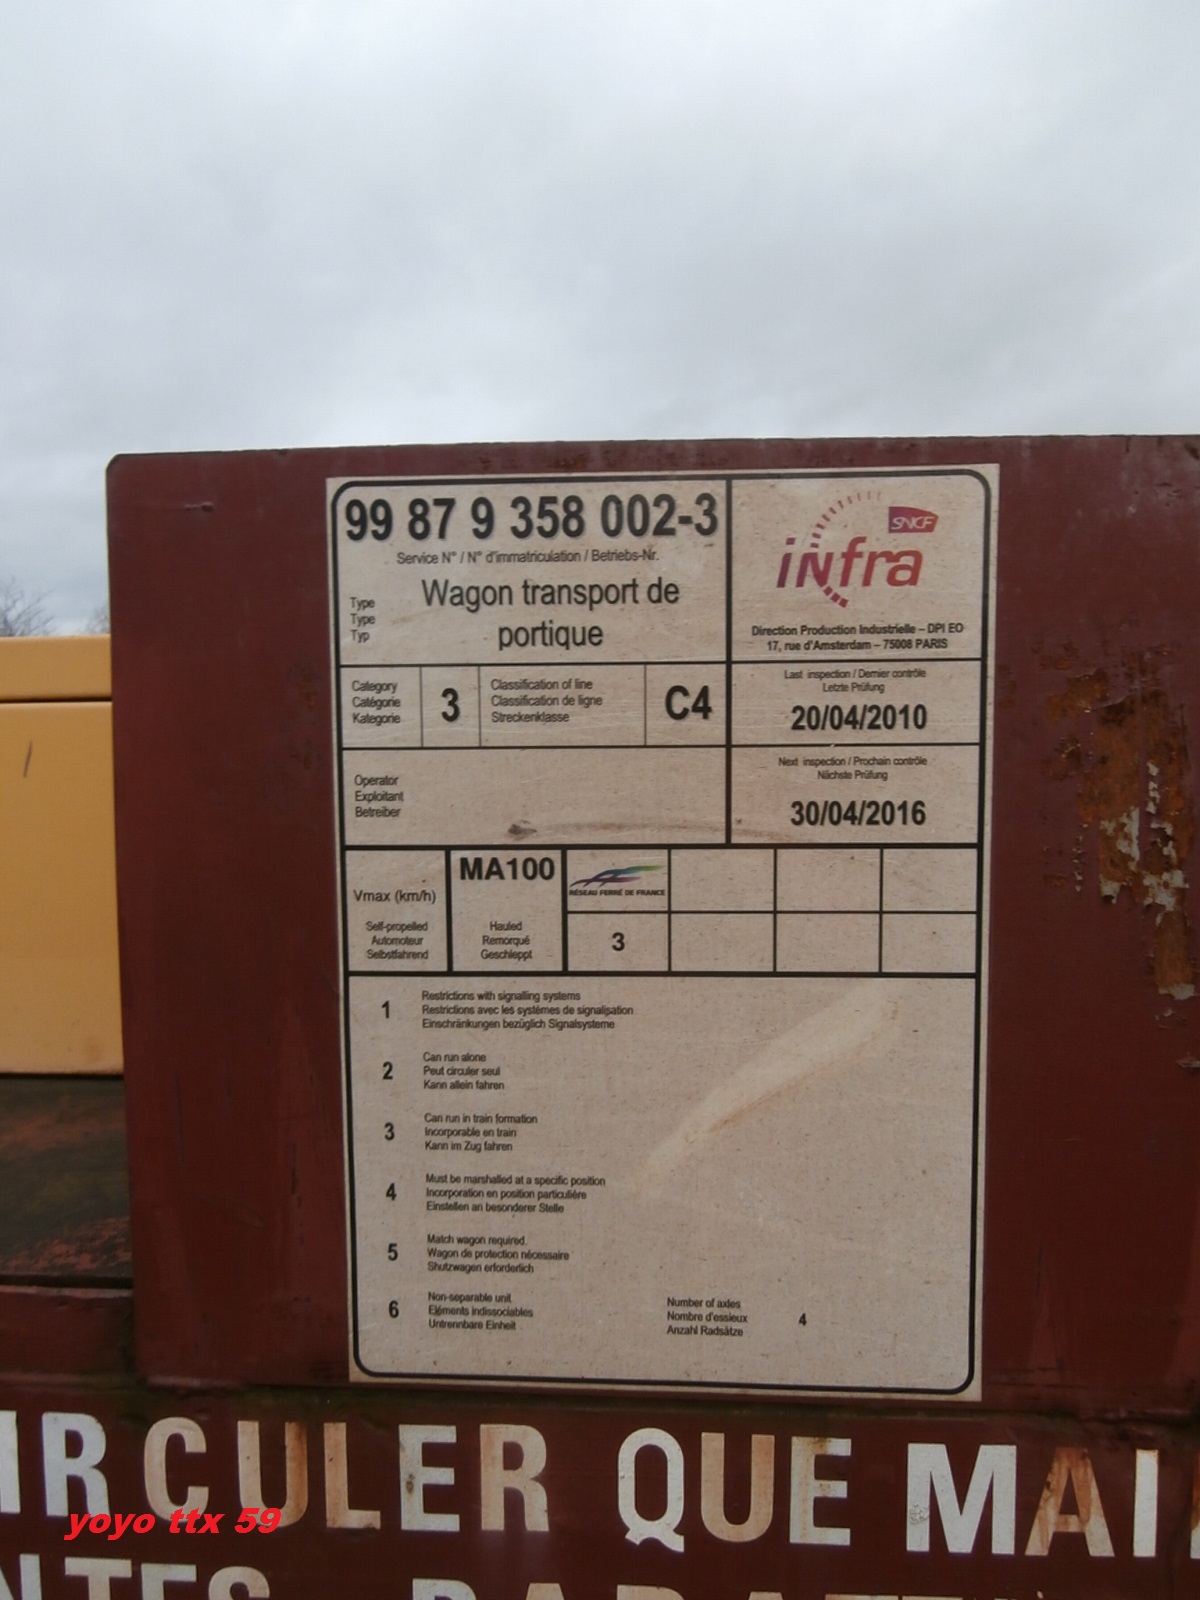 99 87 9 358 002-3
Service N° / N° d'immatriculation / Betriebs-Nr.
Type
Type
Typ
Wagon transport de
portique
SNCF
infra
Direction Production Industrielle – DPI EO
17, rue d'Amsterdam – 75008 PARIS
Category
Catégorie
Kategorie
3
Classification of line
Classification de ligne
Streckenklasse
C4
Last inspection / Dernier contrôle
Letzte Prüfung
20/04/2010
Operator
Exploitant
Betreiber
Next inspection / Prochain contrôle
Nächste Prüfung
30/04/2016
Vmax (km/h)
Self-propelled
Automoteur
Selbstfahrend
MA100
Hauled
Remorqué
Geschleppt
RÉSEAU FERRÉ DE FRANCE
3
1
Restrictions with signalling systems
Restrictions avec les systèmes de signalisation
Einschränkungen bezüglich Signalsysteme
2
Can run alone
Peut circuler seul
Kann allein fahren
3
Can run in train formation
Incorporable en train
Kann im Zug fahren
4
Must be marshalled at a specific position
Incorporation en position particulière
Einstellen an besonderer Stelle
5
Match wagon required.
Wagon de protection nécessaire
Shutzwagen erforderlich
6
Non-separable unit
Eléments indissociables
Untrennbare Einheit
Number of axles
Nombre d'essieux
Anzahl Radsätze
4
IRCULER QUE MAI
yoyo ttx 59